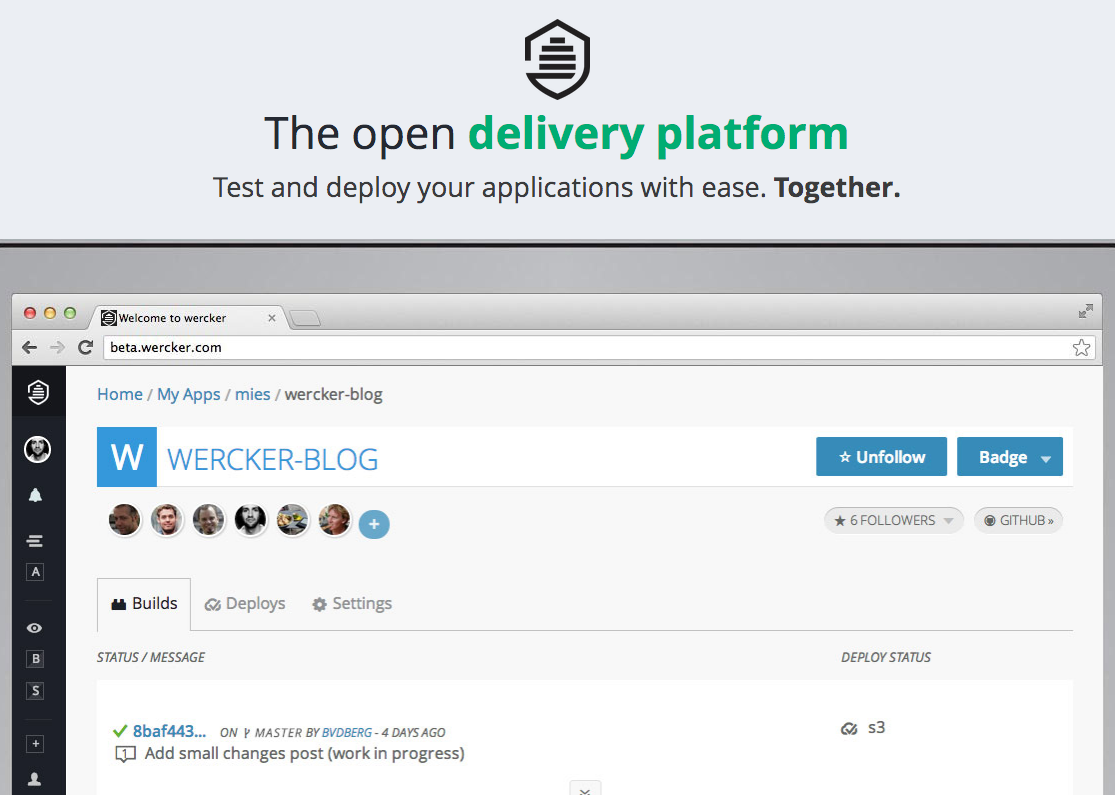 The open delivery platform
Test and deploy your applications with ease. Together.
Welcome to wercker
beta.wercker.com
Home / My Apps / mies / wercker-blog
W WERCKER-BLOG
Unfollow
Badge
6 FOLLOWERS
GITHUB »
A
B
S
+
Builds
Deploys
Settings
STATUS / MESSAGE
DEPLOY STATUS
8baf443... ON MASTER BY BVDBERG - 4 DAYS AGO
s3
1 Add small changes post (work in progress)